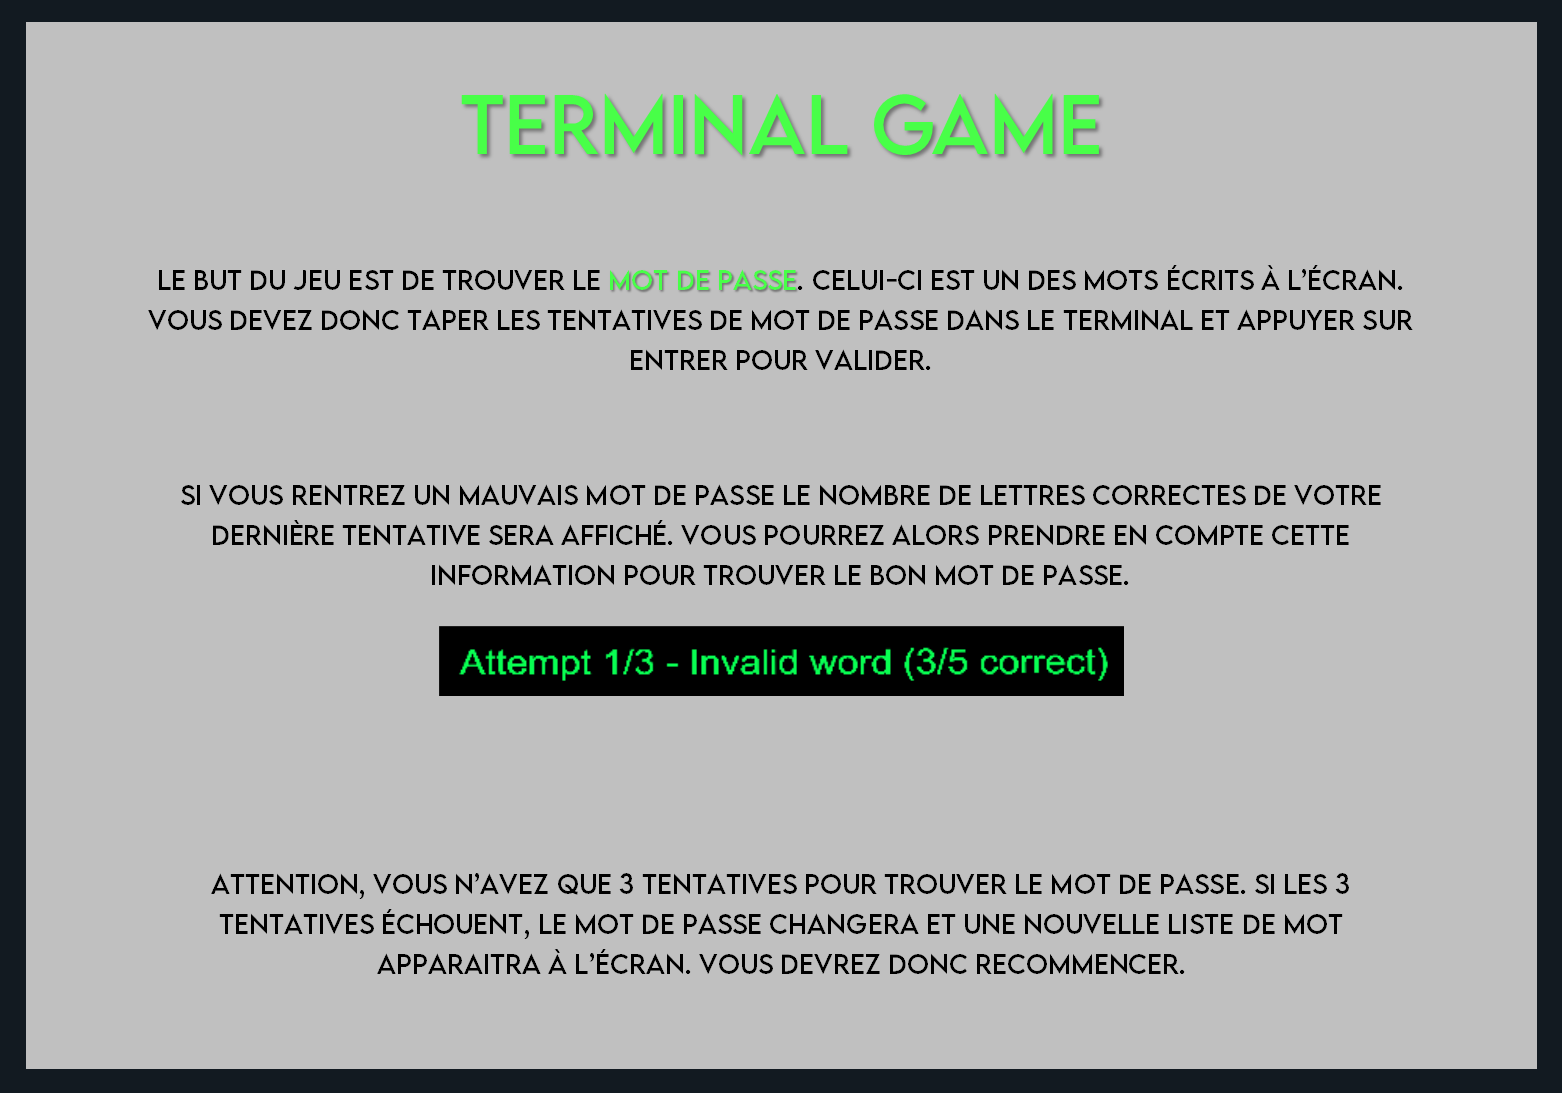 TERMINAL GAME
LE BUT DU JEU EST DE TROUVER LE MOT DE PASSE. CELUI-CI EST UN DES MOTS ÉCRITS À L'ÉCRAN.
VOUS DEVEZ DONC TAPER LES TENTATIVES DE MOT DE PASSE DANS LE TERMINAL ET APPUYER SUR
ENTRER POUR VALIDER.
SI VOUS RENTREZ UN MAUVAIS MOT DE PASSE LE NOMBRE DE LETTRES CORRECTES DE VOTRE
DERNIÈRE TENTATIVE SERA AFFICHÉ. VOUS POURREZ ALORS PRENDRE EN COMPTE CETTE
INFORMATION POUR TROUVER LE BON MOT DE PASSE.
Attempt 1/3 - Invalid word (3/5 correct)
ATTENTION, VOUS N'AVEZ QUE 3 TENTATIVES POUR TROUVER LE MOT DE PASSE. SI LES 3
TENTATIVES ÉCHOUENT, LE MOT DE PASSE CHANGERA ET UNE NOUVELLE LISTE DE MOT
APPARAITRA À L'ÉCRAN. VOUS DEVREZ DONC RECOMMENCER.